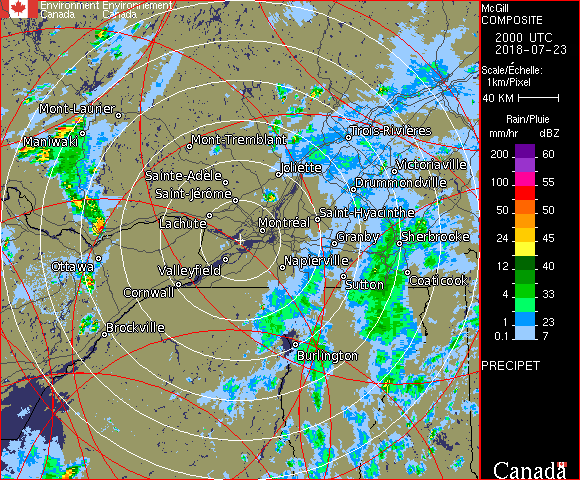 Environment Environnement
Canada Canada
McGill
COMPOSITE
2000 UTC
2018-07-23
Scale/Échelle:
1km/Pixel
40 KM
Rain/Pluie
mm/hr dBZ
200 60
100 55
50 50
24 45
12 40
4 33
1 23
0.1 7
PRECIPET
Canada
Mont-Laurier
Maniwaki
Mont-Tremblant
Trois-Rivières
Joliette
Victoriaville
Sainte-Adèle
Drummondville
Saint-Jérôme
Saint-Hyacinthe
Lachute
Montréal
Granby
Sherbrooke
Ottawa
Valleyfield
Napierville
Coaticook
Sutton
Cornwall
Brockville
Burlington